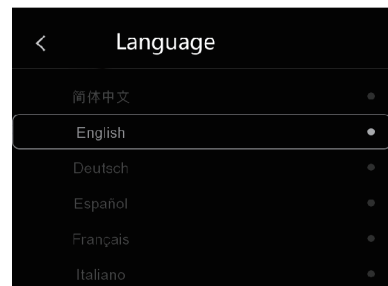 Language
简体中文
English
Deutsch
Español
Français
Italiano